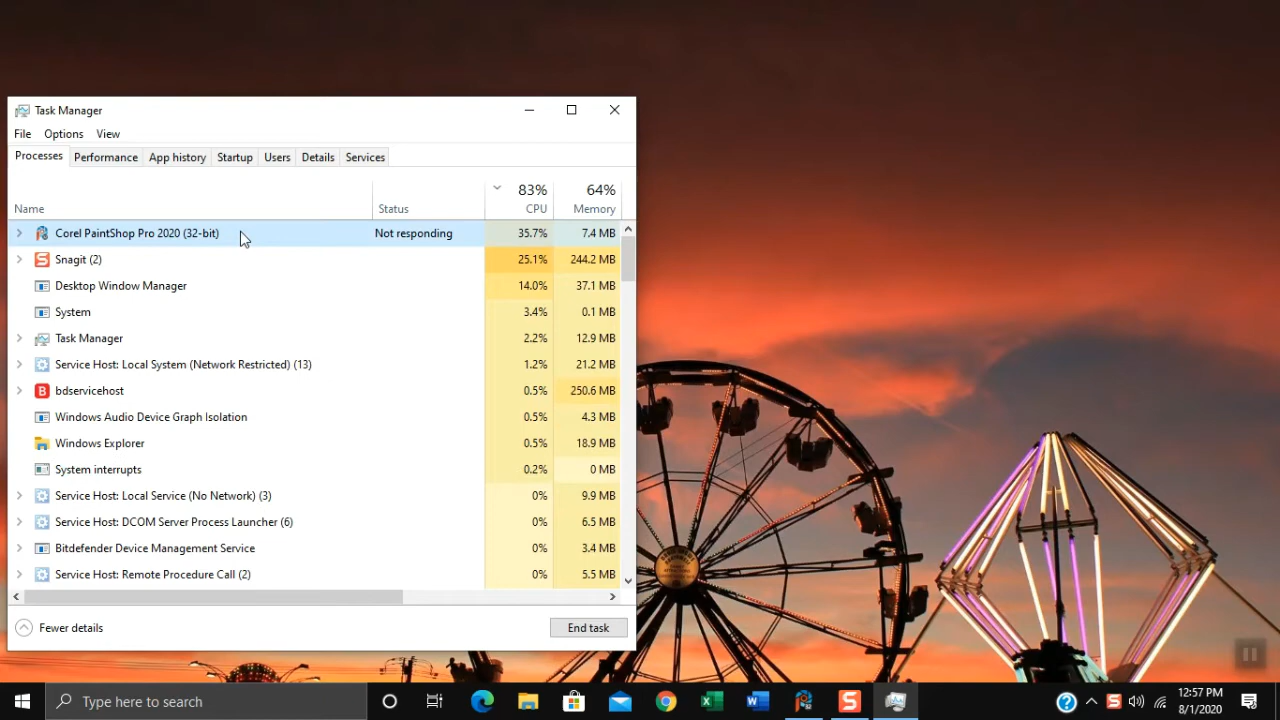 Task Manager
File Options View
Processes Performance App history Startup Users Details Services
83% 64%
Name Status CPU Memory
Corel PaintShop Pro 2020 (32-bit) Not responding 35.7% 7.4 MB
Snagit (2) 25.1% 244.2 MB
Desktop Window Manager 14.0% 37.1 MB
System 3.4% 0.1 MB
Task Manager 2.2% 12.9 MB
Service Host: Local System (Network Restricted) (13) 1.2% 21.2 MB
bdservicehost 0.5% 250.6 MB
Windows Audio Device Graph Isolation 0.5% 4.3 MB
Windows Explorer 0.5% 18.9 MB
System interrupts 0.2% 0 MB
Service Host: Local Service (No Network) (3) 0% 9.9 MB
Service Host: DCOM Server Process Launcher (6) 0% 6.5 MB
Bitdefender Device Management Service 0% 3.4 MB
Service Host: Remote Procedure Call (2) 0% 5.5 MB
Fewer details End task
Type here to search
12:57 PM
8/1/2020